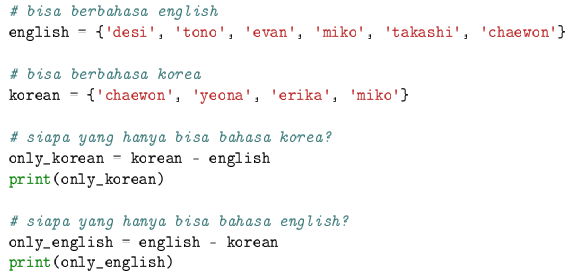 # bisa berbahasa english
english = {'desi', 'tono', 'evan', 'miko', 'takashi', 'chaewon'}
# bisa berbahasa korea
korean = {'chaewon', 'yeona', 'erika', 'miko'}
# siapa yang hanya bisa bahasa korea?
only_korean = korean - english
print(only_korean)
# siapa yang hanya bisa bahasa english?
only_english = english - korean
print(only_english)